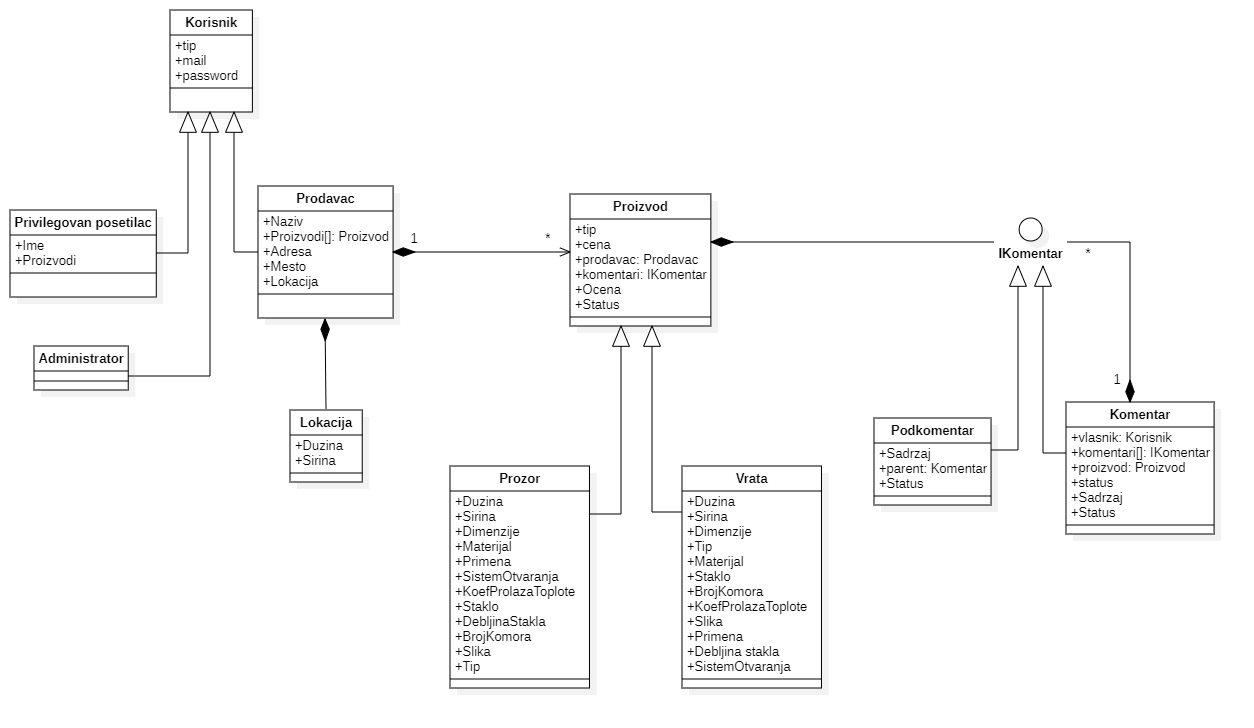 Korisnik
+tip
+mail
+password
Privilegovan posetilac
+Ime
+Proizvodi
Administrator
Prodavac
+Naziv
+Proizvodi[]: Proizvod
+Adresa
+Mesto
+Lokacija
1
*
Lokacija
+Duzina
+Sirina
Proizvod
+tip
+cena
+prodavac: Prodavac
+komentari: IKomentar
+Ocena
+Status
Prozor
+Duzina
+Sirina
+Dimenzije
+Materijal
+Primena
+SistemOtvaranja
+KoefProlazaToplote
+Staklo
+DebljinaStakla
+BrojKomora
+Slika
+Tip
Vrata
+Duzina
+Sirina
+Dimenzije
+Tip
+Materijal
+Staklo
+BrojKomora
+KoefProlazaToplote
+Slika
+Primena
+Debljina stakla
+SistemOtvaranja
IKomentar
*
1
Podkomentar
+Sadrzaj
+parent: Komentar
+Status
Komentar
+vlasnik: Korisnik
+komentari[]: IKomentar
+proizvod: Proizvod
+status
+Sadrzaj
+Status